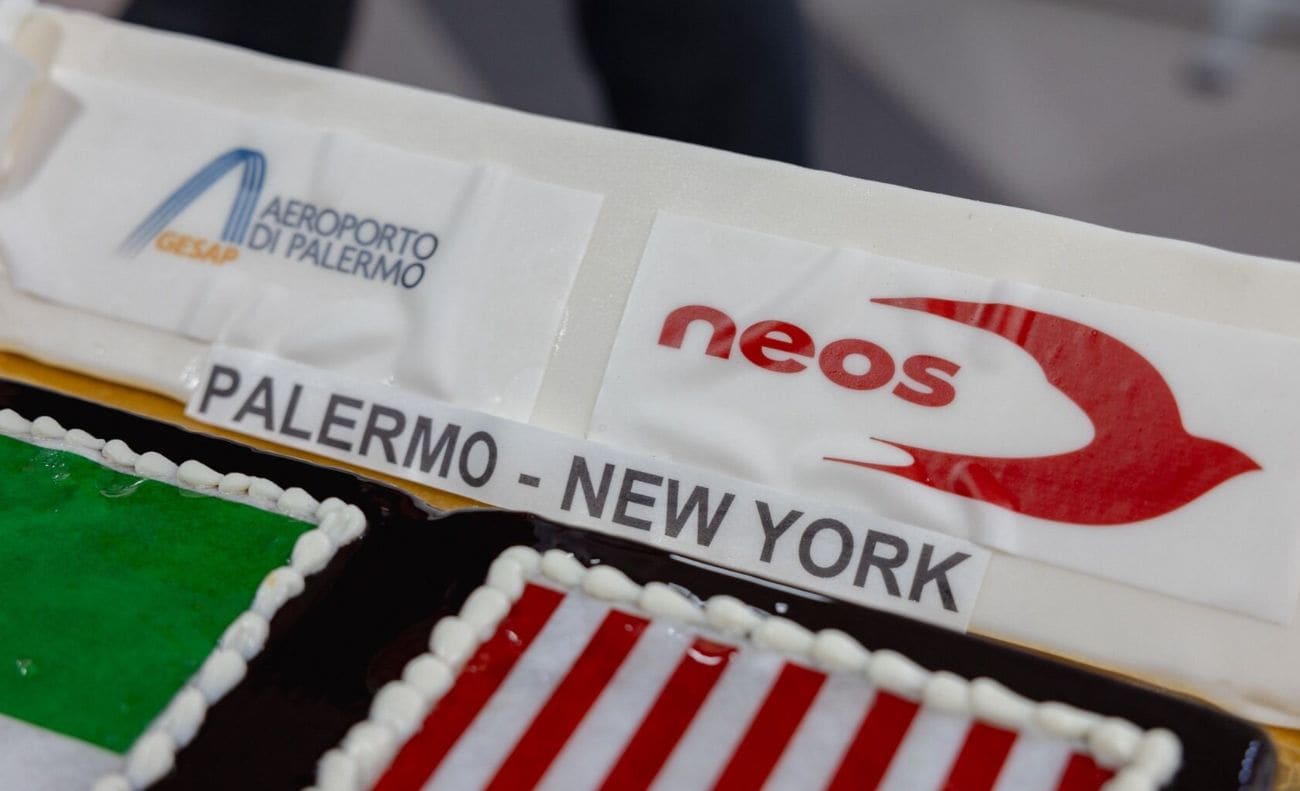 AEROPORTO
DI PALERMO
GESAP
neos
PALERMO - NEW YORK